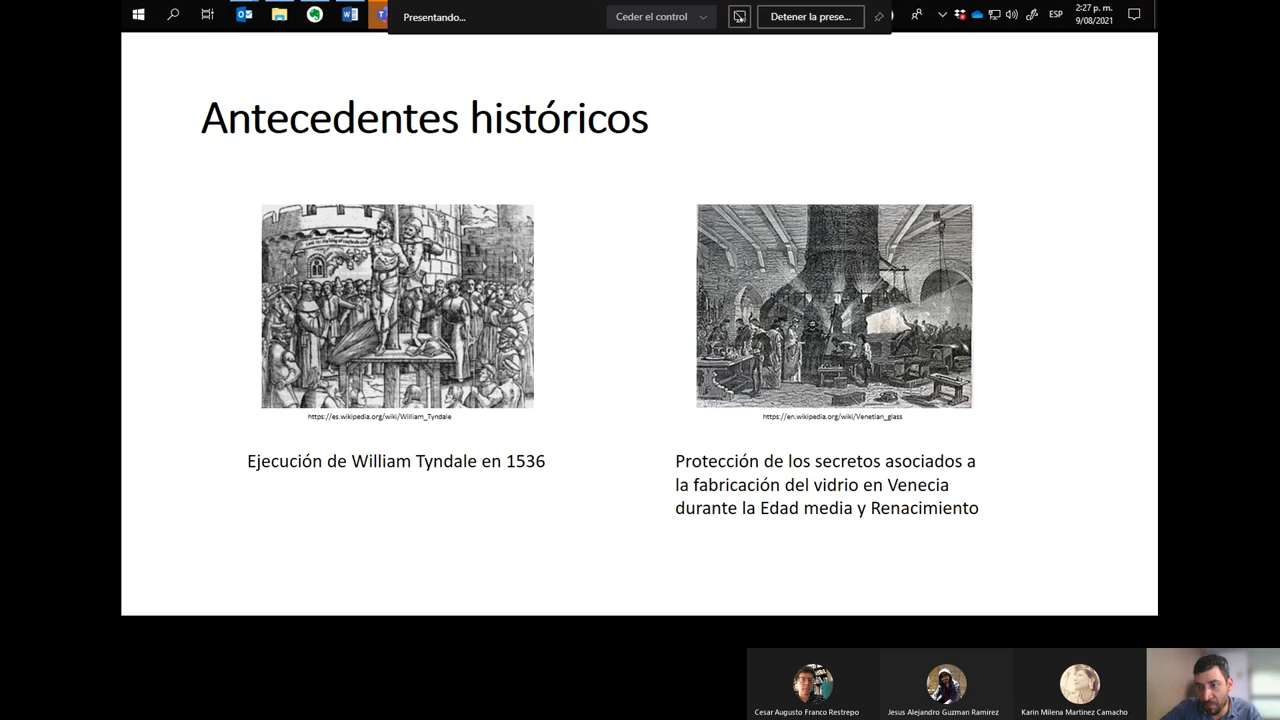 Presentando...
Ceder el control
Detener la prese...
ESP
2:27 p. m.
9/08/2021
Antecedentes históricos
https://es.wikipedia.org/wiki/William_Tyndale
https://en.wikipedia.org/wiki/Venetian_glass
Ejecución de William Tyndale en 1536
Protección de los secretos asociados a
la fabricación del vidrio en Venecia
durante la Edad media y Renacimiento
Cesar Augusto Franco Restrepo
Jesus Alejandro Guzman Ramirez
Karin Milena Martinez Camacho